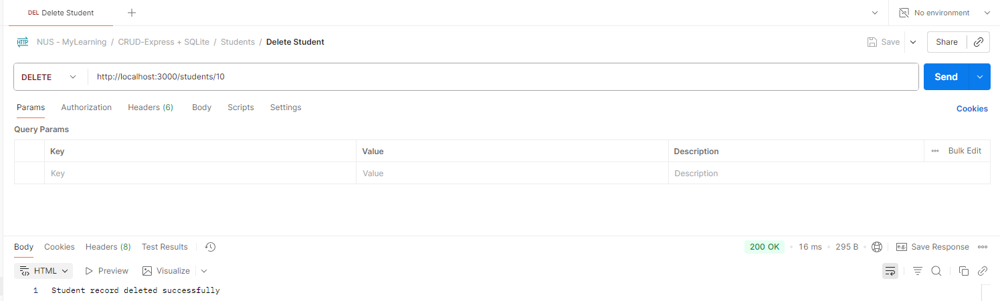 DEL Delete Student
No environment
HTTP NUS - MyLearning / CRUD-Express + SQLite / Students / Delete Student
Save
Share
DELETE http://localhost:3000/students/10
Send
Params Authorization Headers (6) Body Scripts Settings
Cookies
Query Params
Key Value Description Bulk Edit
Key Value Description
Body Cookies Headers (8) Test Results
200 OK • 16 ms • 295 B • e.g. Save Response
HTML Preview Visualize
1 Student record deleted successfully